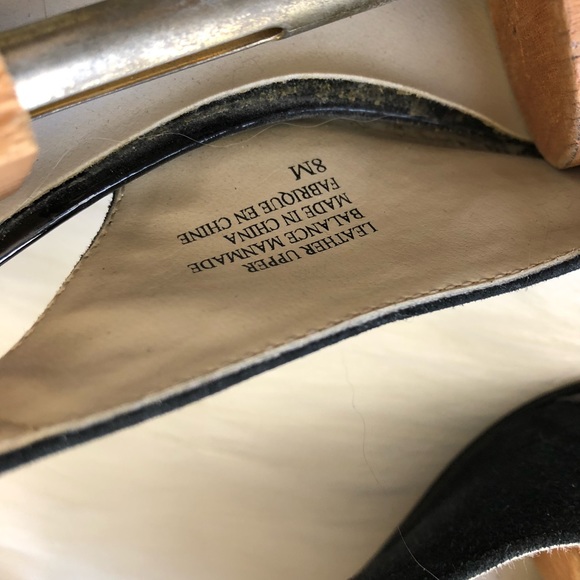 LEATHER UPPER
BALANCE MANMADE
MADE IN CHINA
FABRIQUE EN CHINE
8M